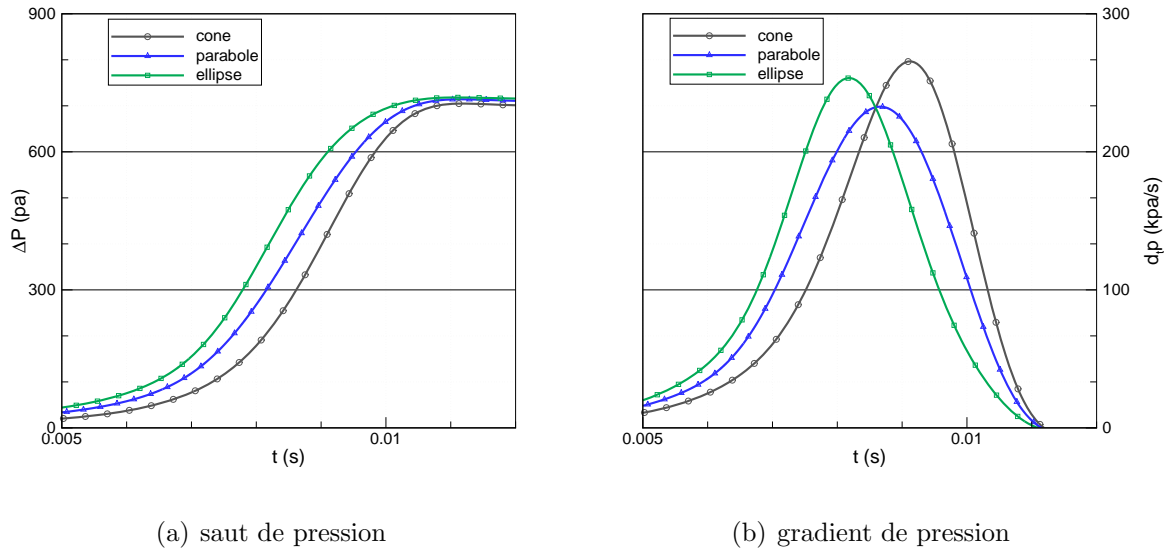 900
600
300
0
ΔP (pa)
0.005
0.01
t (s)
cone
parabole
ellipse
300
200
100
0
dₜp (kpa/s)
0.005
0.01
t (s)
cone
parabole
ellipse
(a) saut de pression
(b) gradient de pression